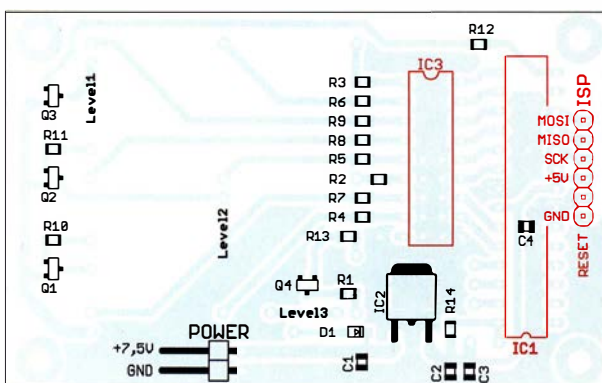 R12
IC3
Level1
Q3
R11
Q2
R10
Q1
R3
R6
R9
R8
R5
R2
R7
R4
R13
Level2
ISP
MOSI
MISO
SCK
+5V
GND
RESET
C4
Q4
R1
Level3
IC2
R14
D1
C1
C2
C3
IC1
POWER
+7,5V
GND